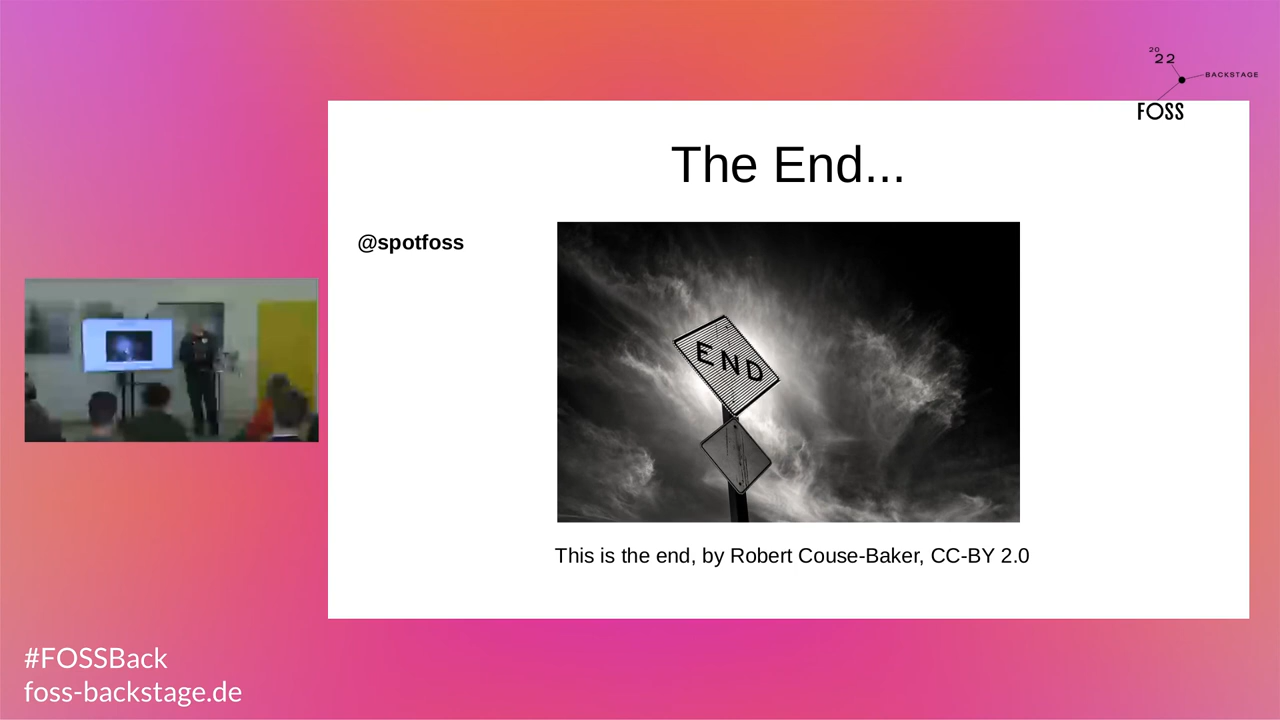 20
22
BACKSTAGE
FOSS
The End...
@spotfoss
END
This is the end, by Robert Couse-Baker, CC-BY 2.0
#FOSSBack
foss-backstage.de